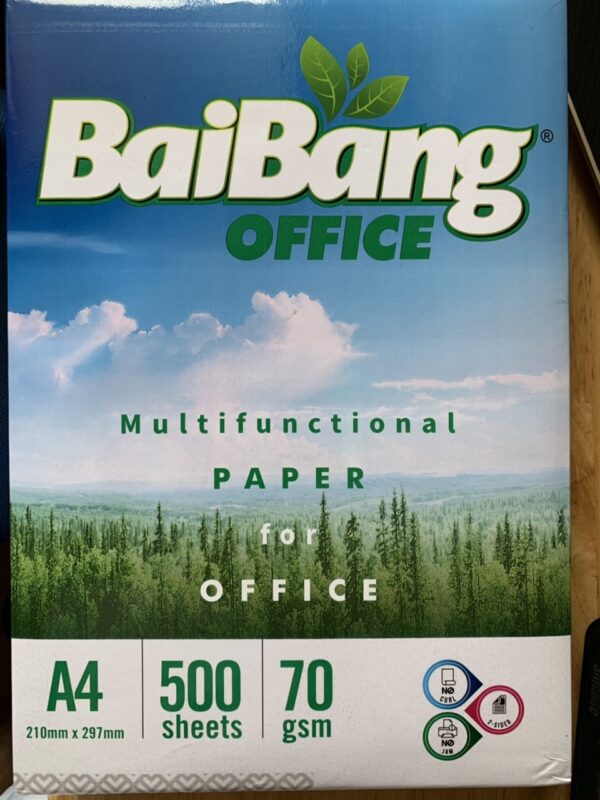 BaiBang®
OFFICE
Multifunctional
PAPER
for
OFFICE
A4
210mm x 297mm
500
sheets
70
gsm
NO
CURL
2-SIDED
NO
JAM